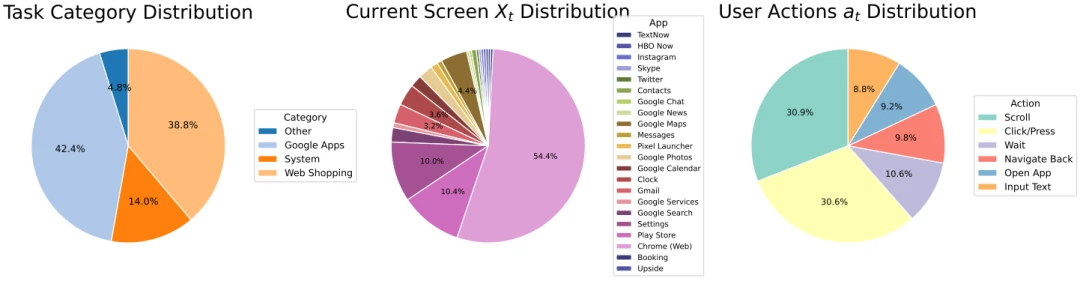 Task Category Distribution
4.8%
38.8%
42.4%
14.0%
Category
Other
Google Apps
System
Web Shopping
Current Screen Xₜ Distribution
4.4%
3.6%
3.2%
10.0%
10.4%
54.4%
App
TextNow
HBO Now
Instagram
Skype
Twitter
Contacts
Google Chat
Google News
Google Maps
Messages
Pixel Launcher
Google Photos
Google Calendar
Clock
Gmail
Google Services
Google Search
Settings
Play Store
Chrome (Web)
Booking
Upside
User Actions aₜ Distribution
8.8%
9.2%
30.9%
9.8%
10.6%
30.6%
Action
Scroll
Click/Press
Wait
Navigate Back
Open App
Input Text